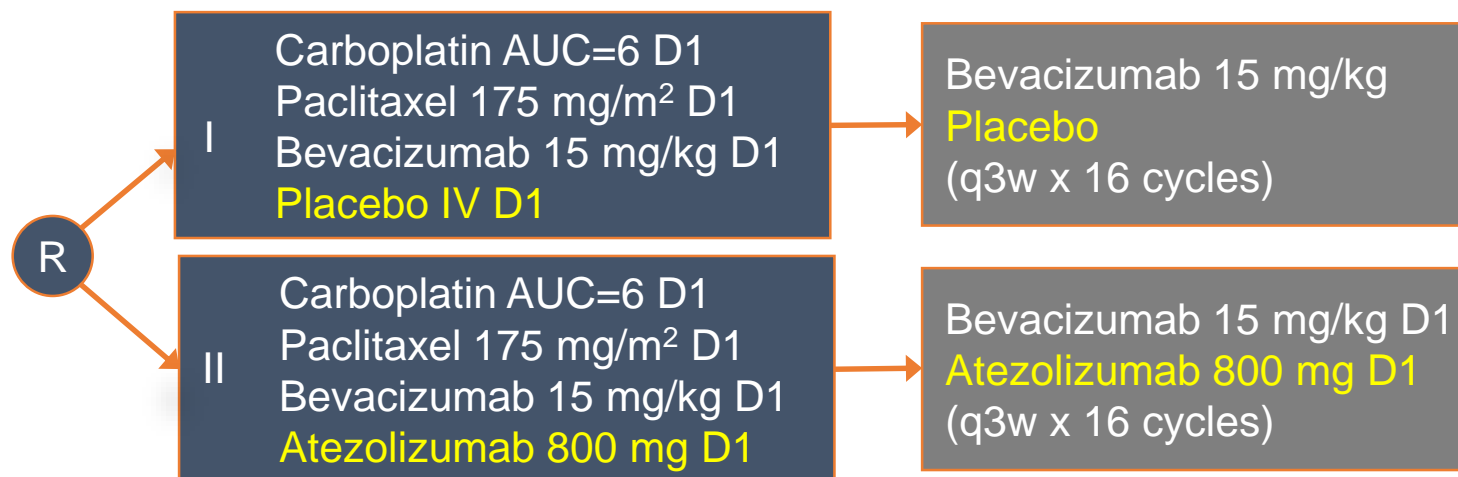 R
I
Carboplatin AUC=6 D1
Paclitaxel 175 mg/m² D1
Bevacizumab 15 mg/kg D1
Placebo IV D1
Bevacizumab 15 mg/kg
Placebo
(q3w x 16 cycles)
II
Carboplatin AUC=6 D1
Paclitaxel 175 mg/m² D1
Bevacizumab 15 mg/kg D1
Atezolizumab 800 mg D1
Bevacizumab 15 mg/kg D1
Atezolizumab 800 mg D1
(q3w x 16 cycles)